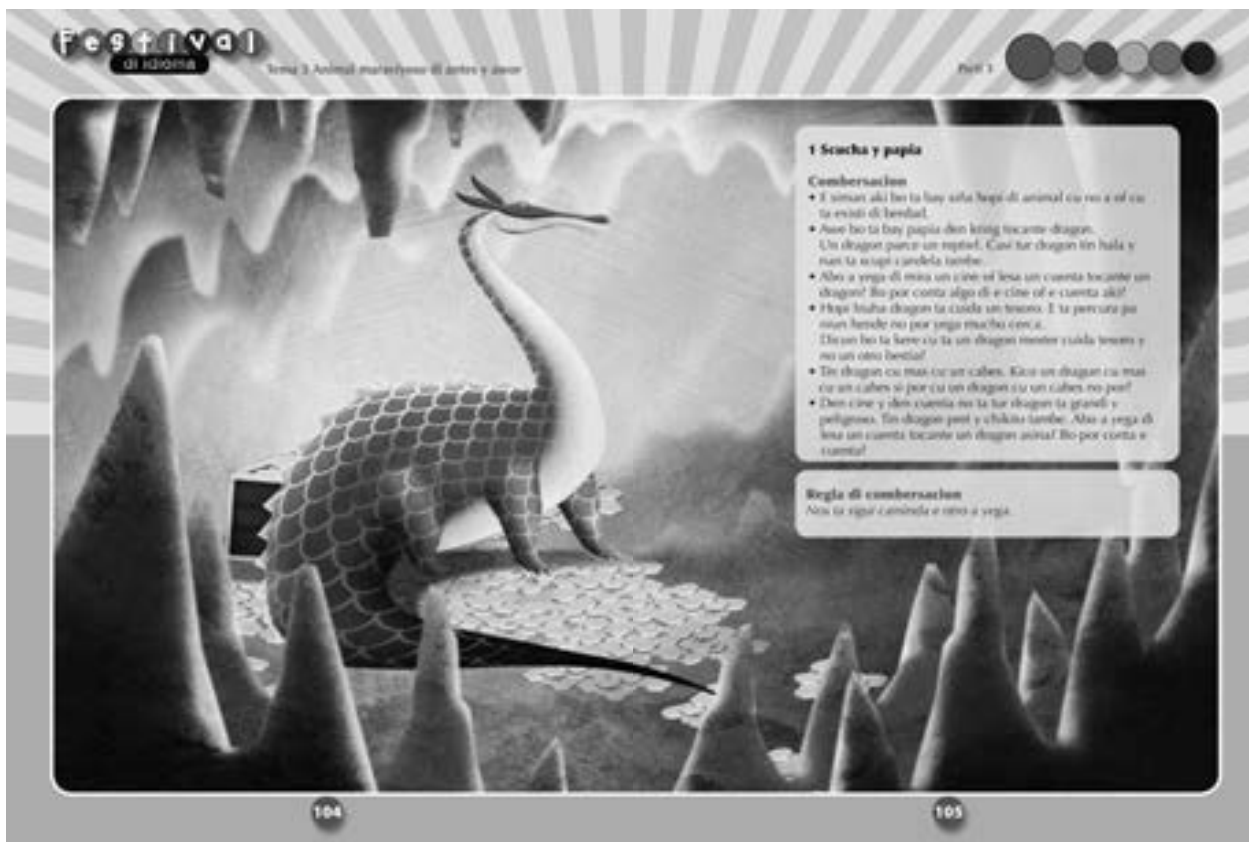 Festival
di idioma
Tema 3 Animal maraviyoso di antes y awor
1 Scucha y papia
Combersacion
• E siman aki bo ta bay siña hopi di animal cu no a of cu
ta existi di berdad.
• Awe bo ta bay papia den kring tocante dragon.
Un dragon parce un reptiel. Casi tur dragon tin hala y
nan ta scupi candela tambe.
• Abo a yega di mira un cine of lesa un cuenta tocante un
dragon? Bo por conta algo di e cine of e cuenta aki?
• Hopi biaha dragon ta cuida un tesoro. E ta percura pa
niun hende no por yega mucho cerca.
Dicon bo ta kere cu ta un dragon mester cuida tesoro y
no un otro bestia?
• Tin dragon cu mas cu un cabes. Kico un dragon cu mas
cu un cabes si por cu un dragon cu un cabes no por?
• Den cine y den cuenta no ta tur dragon ta grandi y
peligroso. Tin dragon pret y chikito tambe. Abo a yega di
lesa un cuenta tocante un dragon asina? Bo por conta e
cuenta?
Regla di combersacion
Nos ta sigui caminda e otro a yega.
104
105